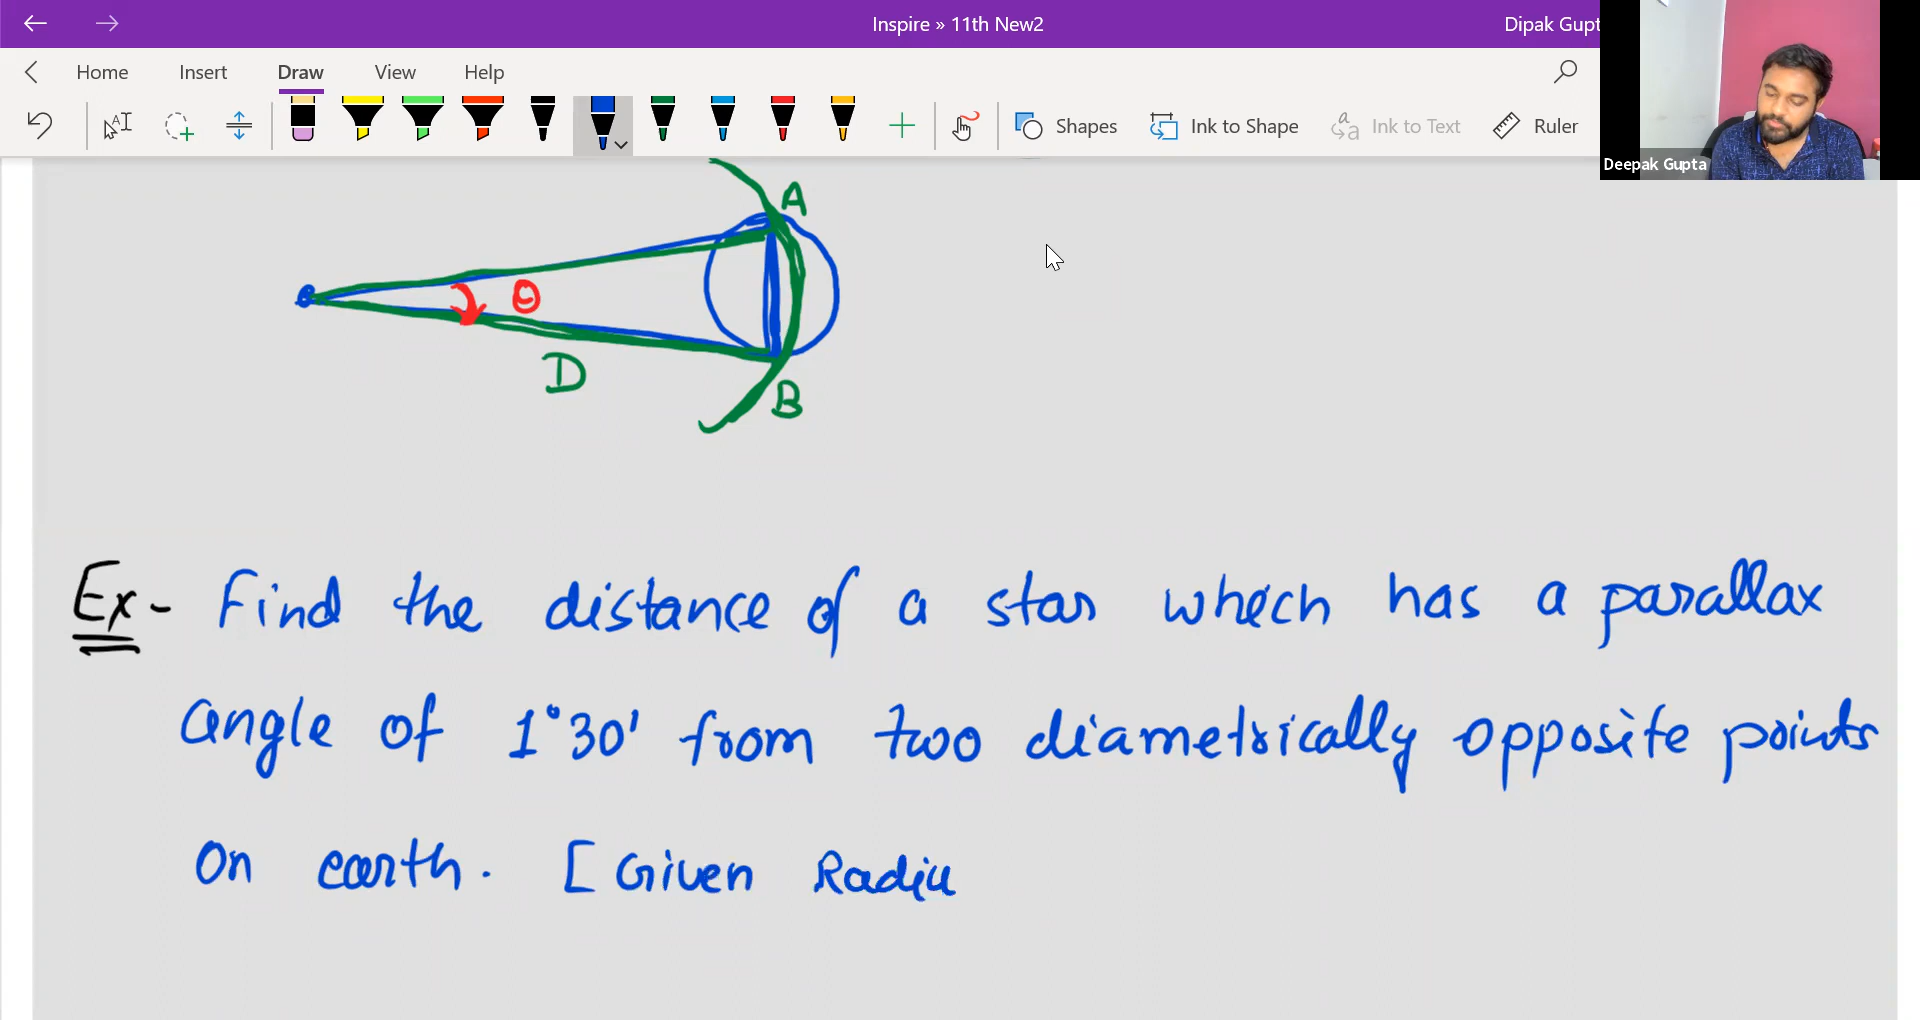 Inspire » 11th New2
Dipak Gupt
Home Insert Draw View Help
Shapes Ink to Shape Ink to Text Ruler
Deepak Gupta
A
θ
D
B
Ex - Find the distance of a star which has a parallax
angle of 1°30' from two diametrically opposite points
on earth. [Given Radiu